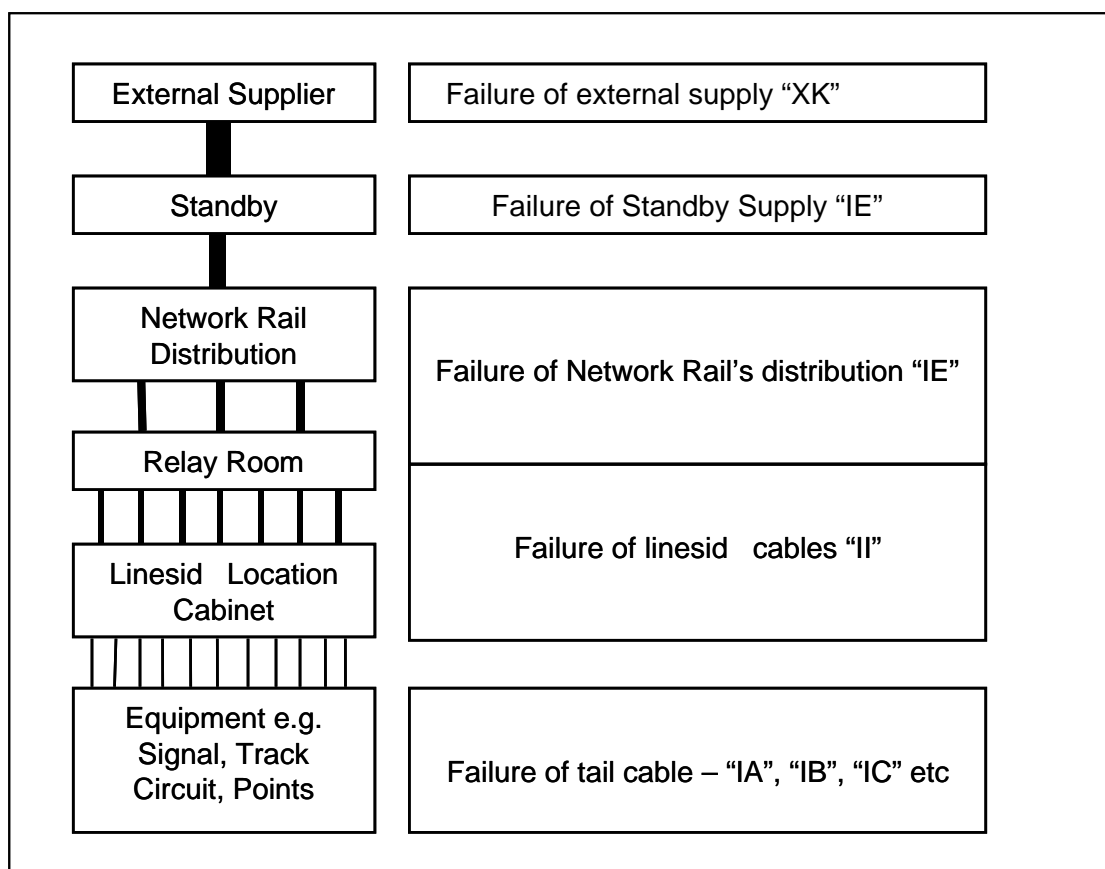 External Supplier
Failure of external supply “XK”
Standby
Failure of Standby Supply “IE”
Network Rail
Distribution
Failure of Network Rail’s distribution “IE”
Relay Room
Failure of linesid cables “II”
Linesid Location
Cabinet
Equipment e.g.
Signal, Track
Circuit, Points
Failure of tail cable – “IA”, “IB”, “IC” etc